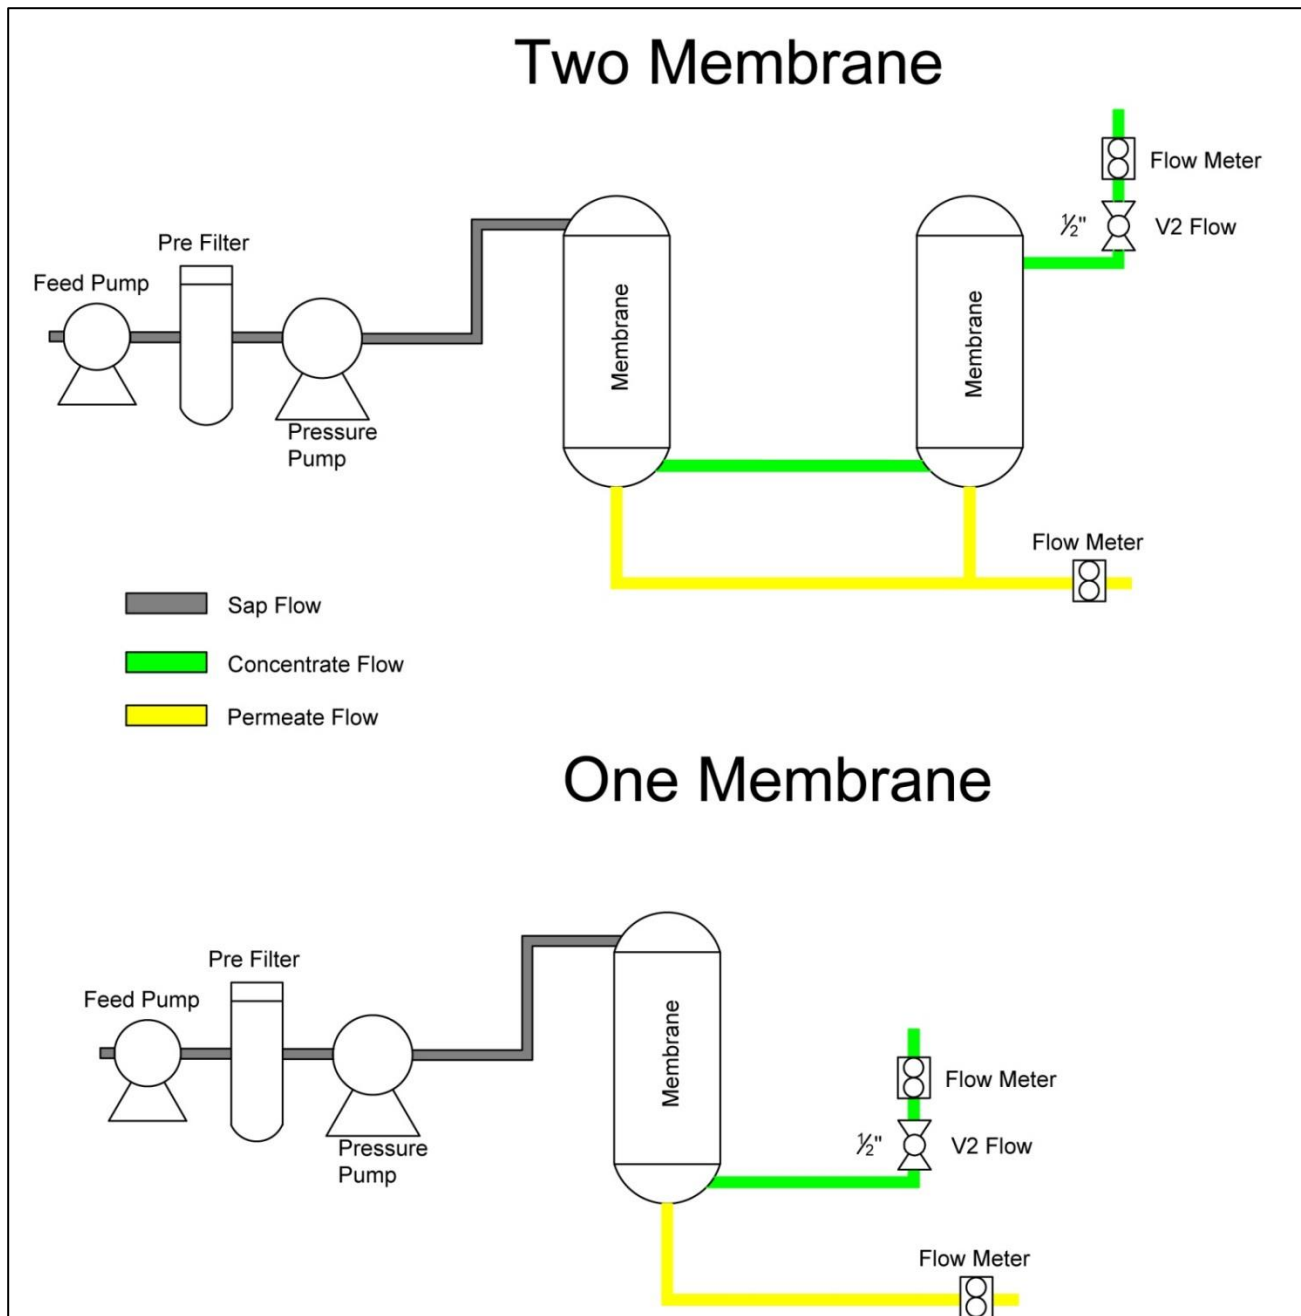 Two Membrane
Flow Meter
½"
V2 Flow
Pre Filter
Feed Pump
Membrane
Membrane
Pressure
Pump
Flow Meter
Sap Flow
Concentrate Flow
Permeate Flow
One Membrane
Pre Filter
Feed Pump
Membrane
Flow Meter
½"
V2 Flow
Pressure
Pump
Flow Meter